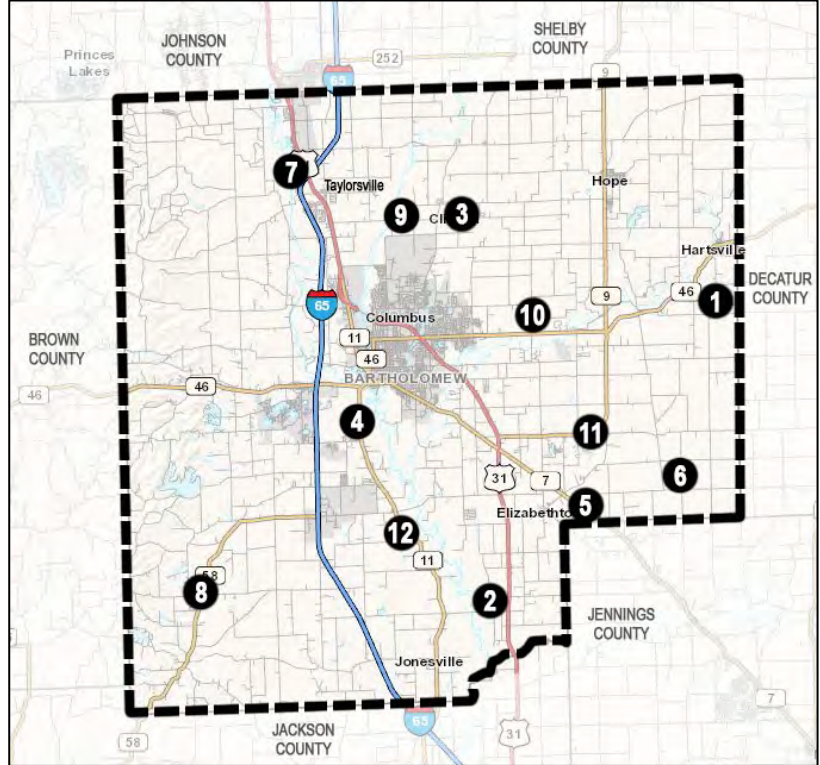 JOHNSON
COUNTY
SHELBY
COUNTY
Princes
Lakes
252
65
9
7
Taylorsville
Hope
9
3
Hartsville
DECATUR
COUNTY
46
1
9
65
10
Columbus
11
BROWN
COUNTY
46
BARTHOLOMEW
46
46
4
11
6
31
7
5
12
11
8
2
JENNINGS
COUNTY
Jonesville
7
58
JACKSON
COUNTY
65
31